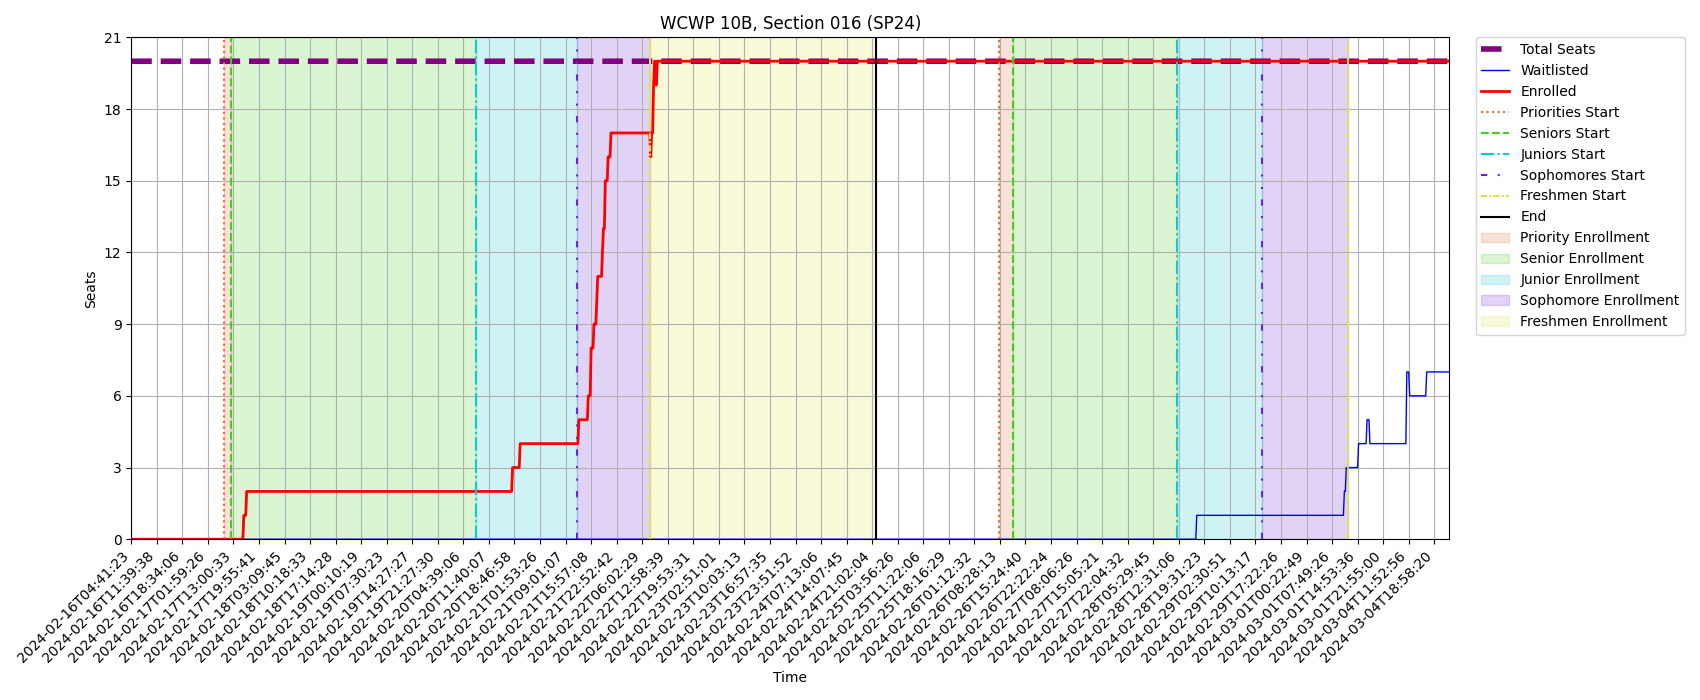 WCWP 10B, Section 016 (SP24)
21
18
15
12
9
6
3
0
Seats
2024-02-16T04:41:23
2024-02-16T11:39:38
2024-02-16T18:34:06
2024-02-17T01:59:26
2024-02-17T13:00:33
2024-02-17T19:55:41
2024-02-18T03:09:45
2024-02-18T10:18:33
2024-02-18T17:14:28
2024-02-19T00:10:19
2024-02-19T07:30:23
2024-02-19T14:27:27
2024-02-19T21:27:30
2024-02-20T04:39:06
2024-02-20T11:40:07
2024-02-20T18:46:58
2024-02-21T01:53:26
2024-02-21T09:01:07
2024-02-21T15:57:08
2024-02-21T22:52:42
2024-02-22T06:02:29
2024-02-22T12:58:39
2024-02-22T19:53:31
2024-02-23T02:51:01
2024-02-23T10:03:13
2024-02-23T16:57:35
2024-02-23T23:51:52
2024-02-24T07:13:06
2024-02-24T14:07:45
2024-02-24T21:02:04
2024-02-25T03:56:26
2024-02-25T11:22:06
2024-02-25T18:16:29
2024-02-26T01:12:32
2024-02-26T08:28:13
2024-02-26T15:24:40
2024-02-26T22:22:24
2024-02-27T08:06:26
2024-02-27T15:05:21
2024-02-27T22:04:32
2024-02-28T05:29:45
2024-02-28T12:31:06
2024-02-28T19:31:23
2024-02-29T02:30:51
2024-02-29T10:13:17
2024-02-29T17:22:26
2024-03-01T00:22:49
2024-03-01T07:49:26
2024-03-01T14:53:36
2024-03-01T21:55:00
2024-03-04T11:52:56
2024-03-04T18:58:20
Time
Total Seats
Waitlisted
Enrolled
Priorities Start
Seniors Start
Juniors Start
Sophomores Start
Freshmen Start
End
Priority Enrollment
Senior Enrollment
Junior Enrollment
Sophomore Enrollment
Freshmen Enrollment